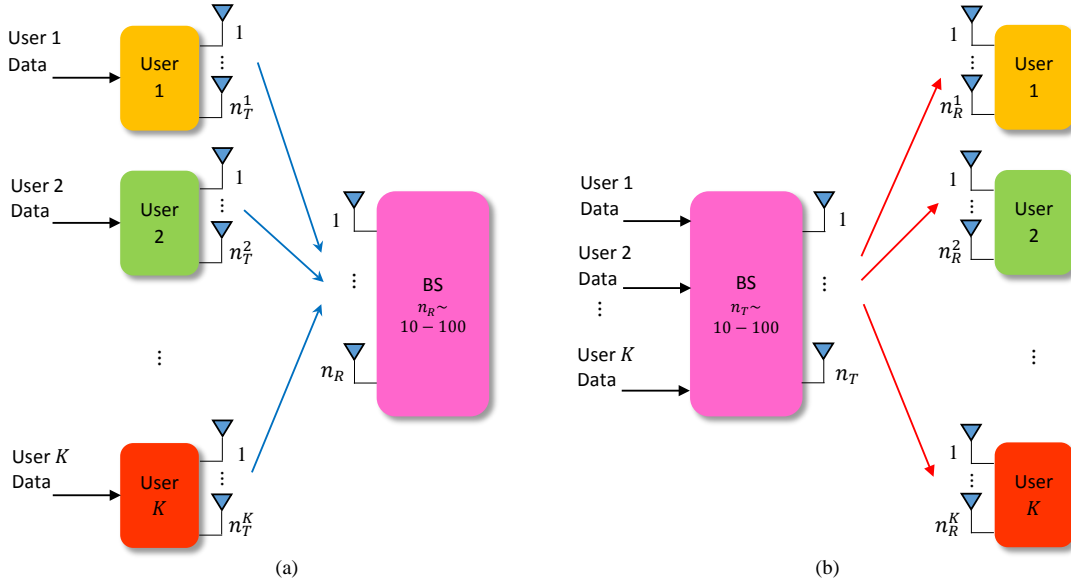 User 1
Data
User
1
1
⋮
n_T^1
User 2
Data
User
2
1
⋮
n_T^2
⋮
User K
Data
User
K
1
⋮
n_T^K
1
⋮
n_R
BS
n_R~
10 − 100
(a)
User 1
Data
User 2
Data
⋮
User K
Data
BS
n_T~
10 − 100
1
⋮
n_T
1
⋮
n_R^1
User
1
1
⋮
n_R^2
User
2
⋮
1
⋮
n_R^K
User
K
(b)